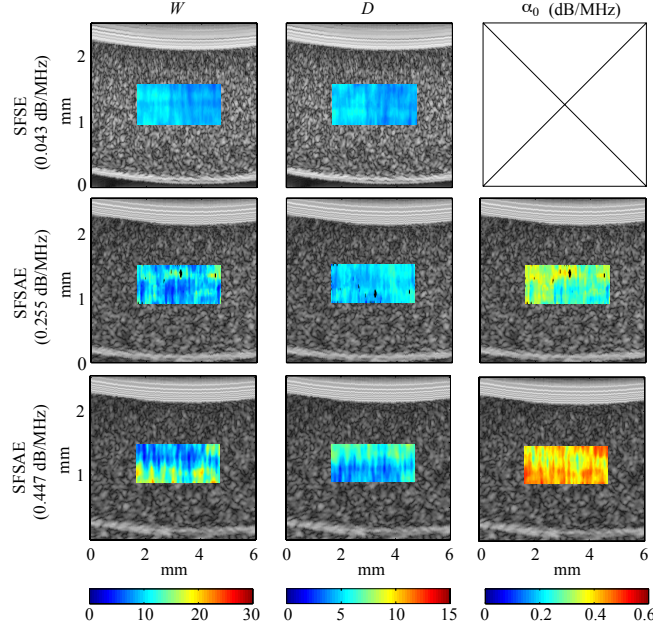 W D α₀ (dB/MHz)
SFSE
(0.043 dB/MHz)
mm
2
1
0
SFSAE
(0.255 dB/MHz)
mm
2
1
0
SFSAE
(0.447 dB/MHz)
mm
2
1
0 2 4 6
0 2 4 6
0 2 4 6
mm mm mm
0 10 20 30
0 5 10 15
0 0.2 0.4 0.6